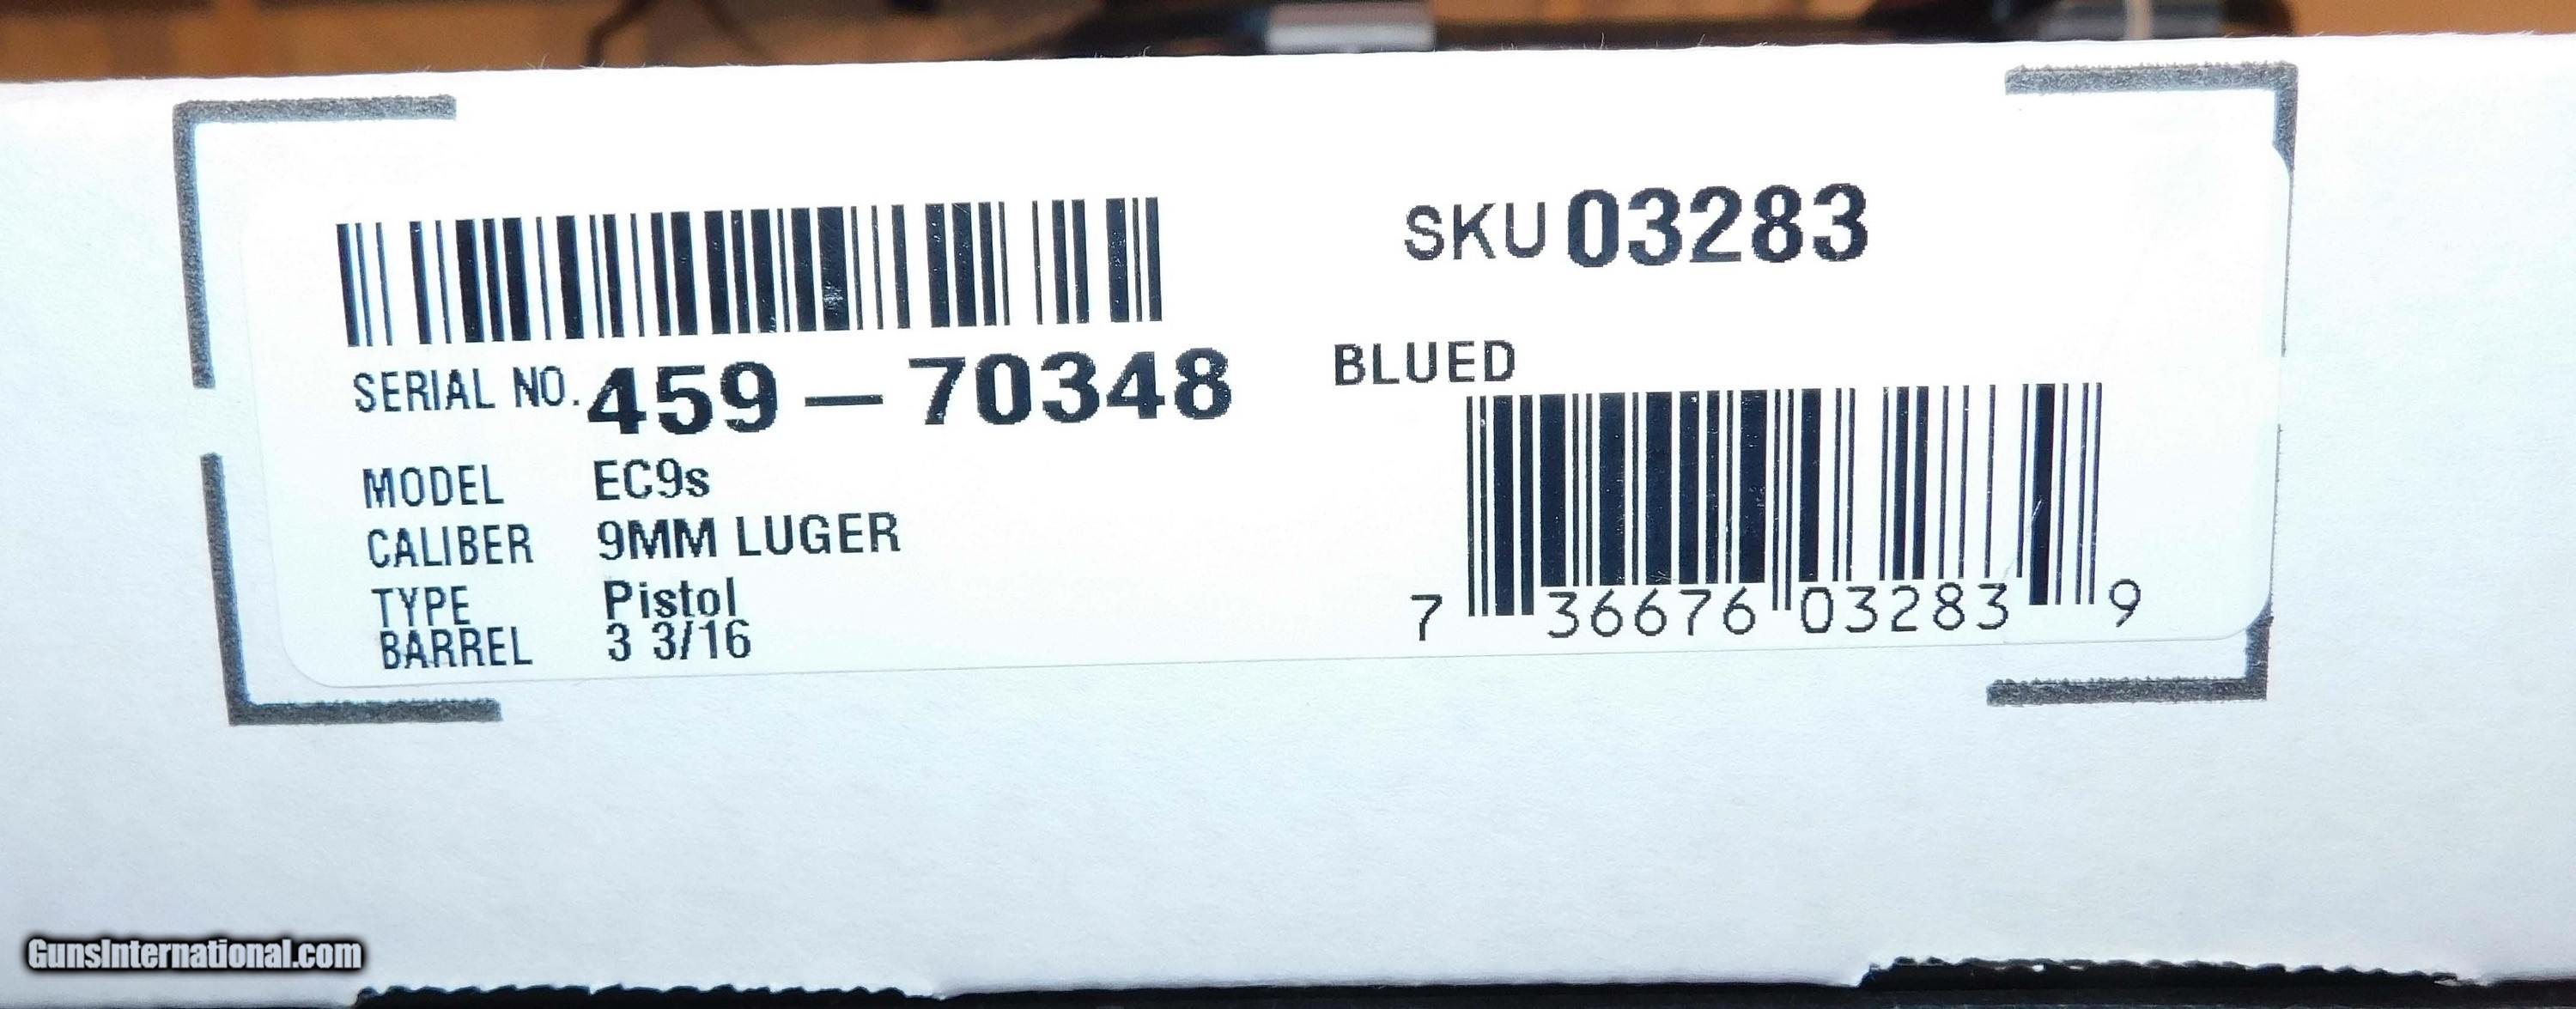 SKU 03283
SERIAL NO. 459-70348
BLUED
MODEL EC9s
CALIBER 9MM LUGER
TYPE Pistol
BARREL 3 3/16
7 36676 03283 9
GunsInternational.com